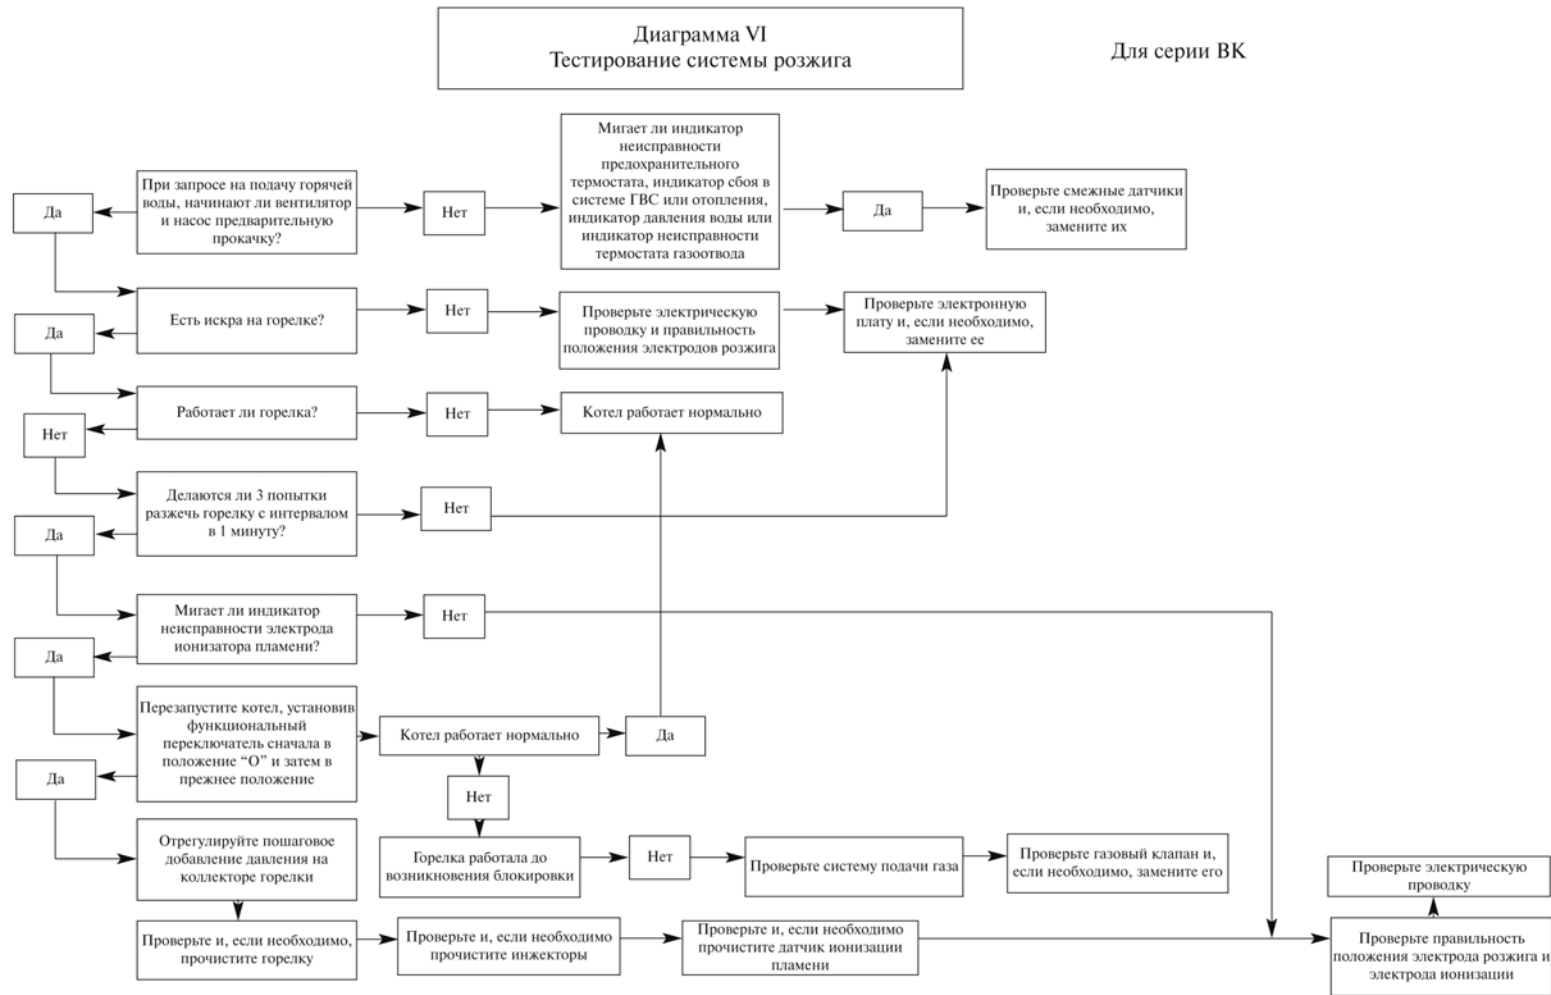 Диаграмма VI
Тестирование системы розжига
Для серии ВК
Да
При запросе на подачу горячей
воды, начинают ли вентилятор
и насос предварительную
прокачку?
Нет
Мигает ли индикатор
неисправности
предохранительного
термостата, индикатор сбоя в
системе ГВС или отопления,
индикатор давления воды или
индикатор неисправности
термостата газоотвода
Да
Проверьте смежные датчики
и, если необходимо,
замените их
Да
Есть искра на горелке?
Нет
Проверьте электрическую
проводку и правильность
положения электродов розжига
Проверьте электронную
плату и, если необходимо,
замените ее
Нет
Работает ли горелка?
Нет
Котел работает нормально
Да
Делаются ли 3 попытки
разжечь горелку с интервалом
в 1 минуту?
Нет
Да
Мигает ли индикатор
неисправности электрода
ионизатора пламени?
Нет
Да
Перезапустите котел, установив
функциональный
переключатель сначала в
положение “О” и затем в
прежнее положение
Котел работает нормально
Да
Нет
Отрегулируйте пошаговое
добавление давления на
коллекторе горелки
Горелка работала до
возникновения блокировки
Нет
Проверьте систему подачи газа
Проверьте газовый клапан и,
если необходимо, замените его
Проверьте электрическую
проводку
Проверьте и, если необходимо,
прочистите горелку
Проверьте и, если необходимо
прочистите инжекторы
Проверьте и, если необходимо
прочистите датчик ионизации
пламени
Проверьте правильность
положения электрода розжига и
электрода ионизации